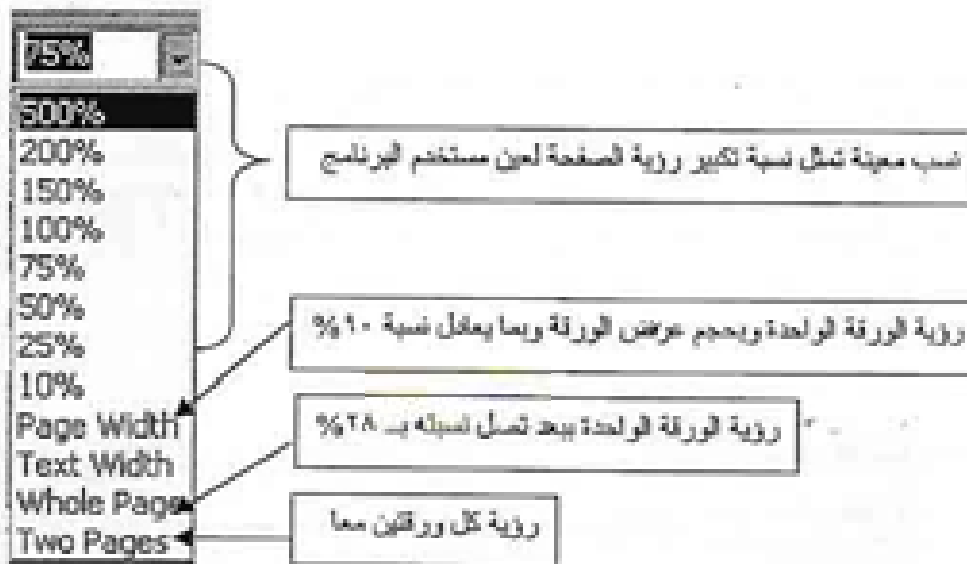 75%
500%
200%
150%
100%
75%
50%
25%
10%
Page Width
Text Width
Whole Page
Two Pages
نسب معينة تمثل نسبة تكبير رؤية الصفحة لعين مستخدم البرنامج
رؤية الورقة الواحدة وبحجم عرض الورقة وبما يعادل نسبة ٩٠%
رؤية الورقة الواحدة ببعد تصل نسبته بـ ٢٨%
رؤية كل ورقتين معا